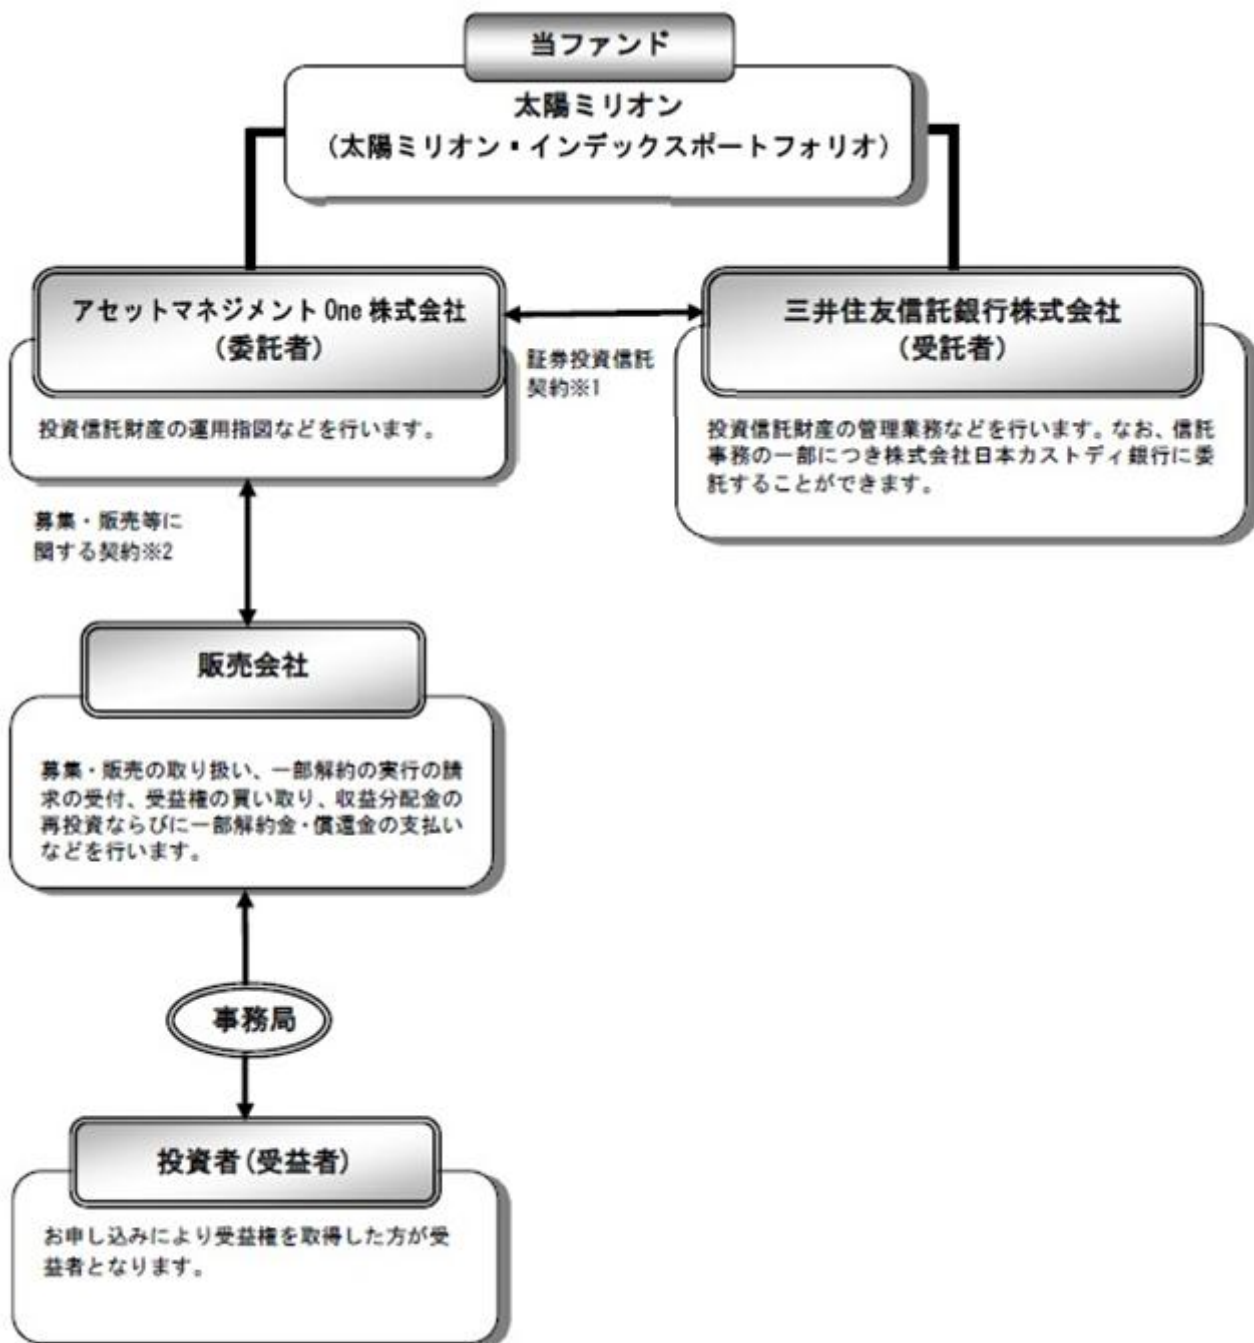 当ファンド
太陽ミリオン
（太陽ミリオン・インデックスポートフォリオ）
アセットマネジメント One 株式会社
（委託者）
投資信託財産の運用指図などを行います。
証券投資信託
契約※1
三井住友信託銀行株式会社
（受託者）
投資信託財産の管理業務などを行います。なお、信託
事務の一部につき株式会社日本カストディ銀行に委
託することができます。
募集・販売等に
関する契約※2
販売会社
募集・販売の取り扱い、一部解約の実行の請
求の受付、受益権の買い取り、収益分配金の
再投資ならびに一部解約金・償還金の支払い
などを行います。
事務局
投資者(受益者)
お申し込みにより受益権を取得した方が受
益者となります。